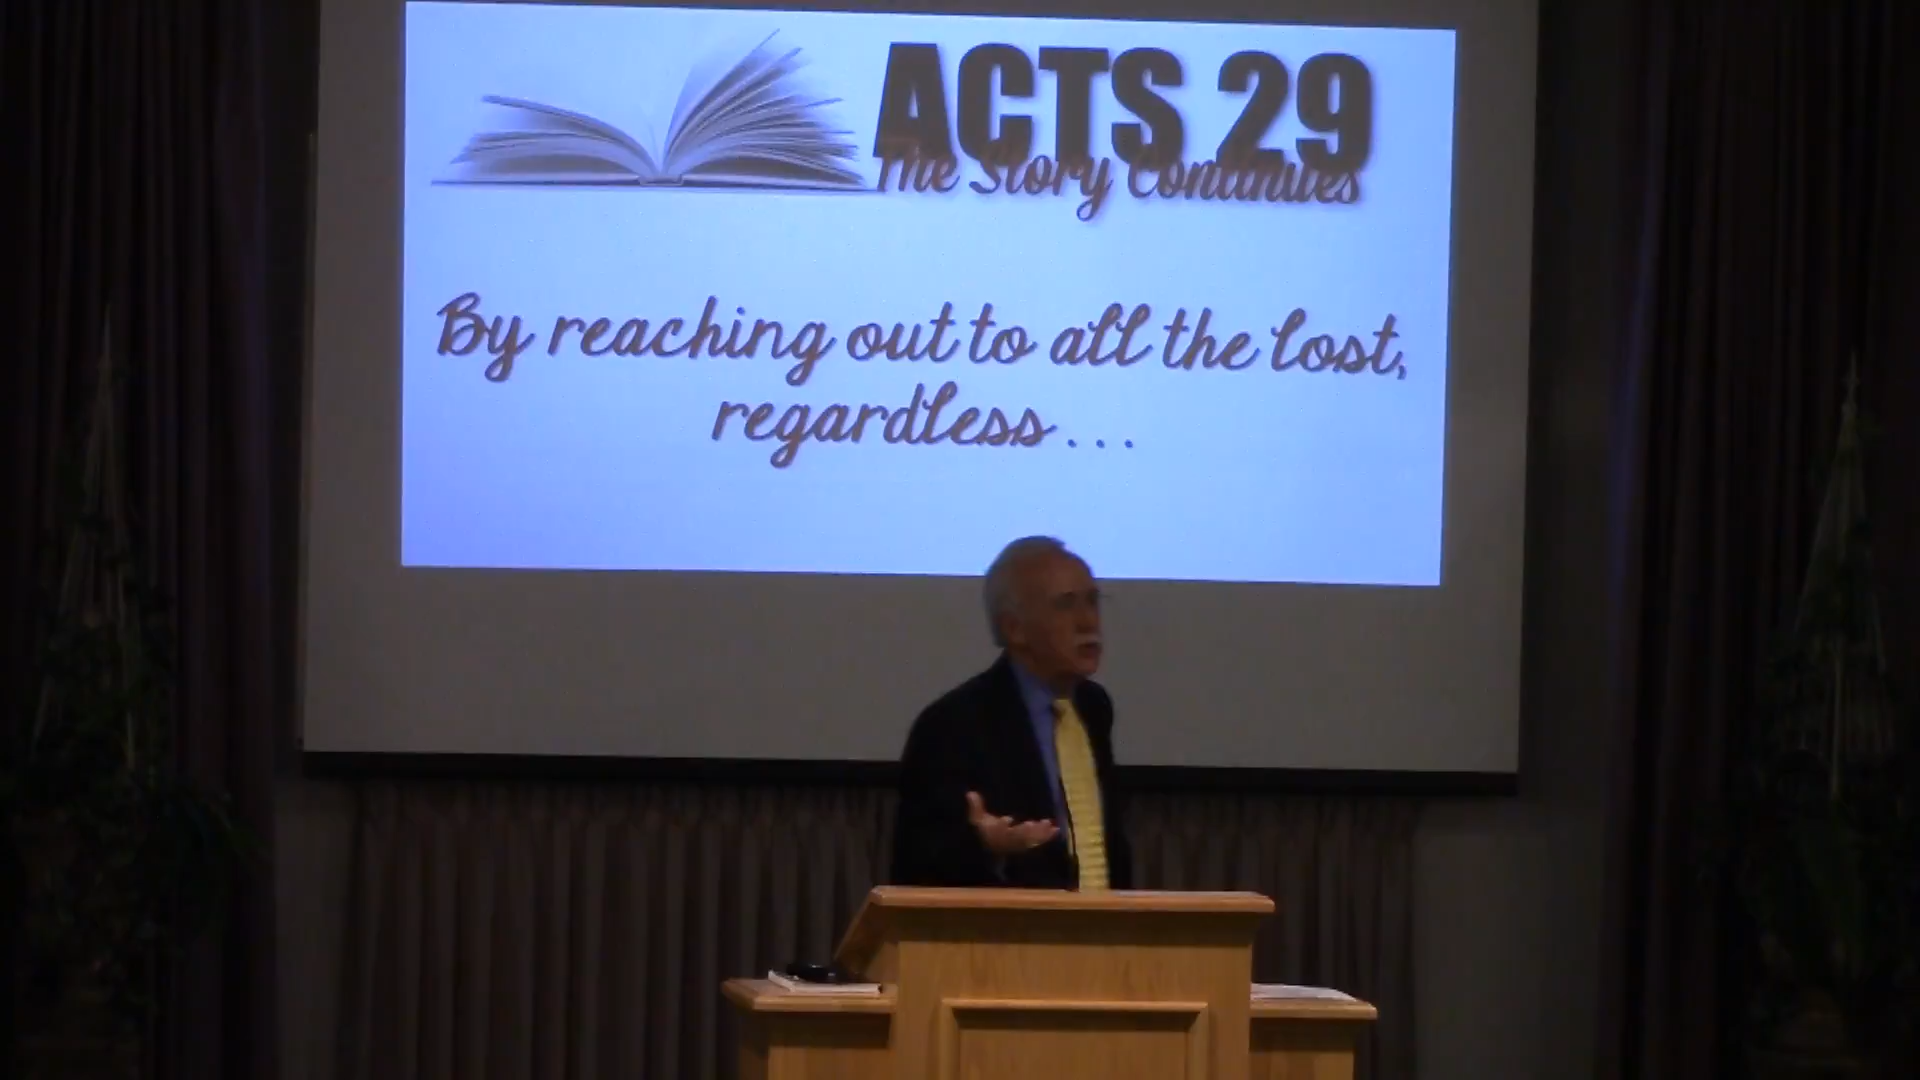 ACTS 29
The Story Continues
By reaching out to all the lost,
regardless...